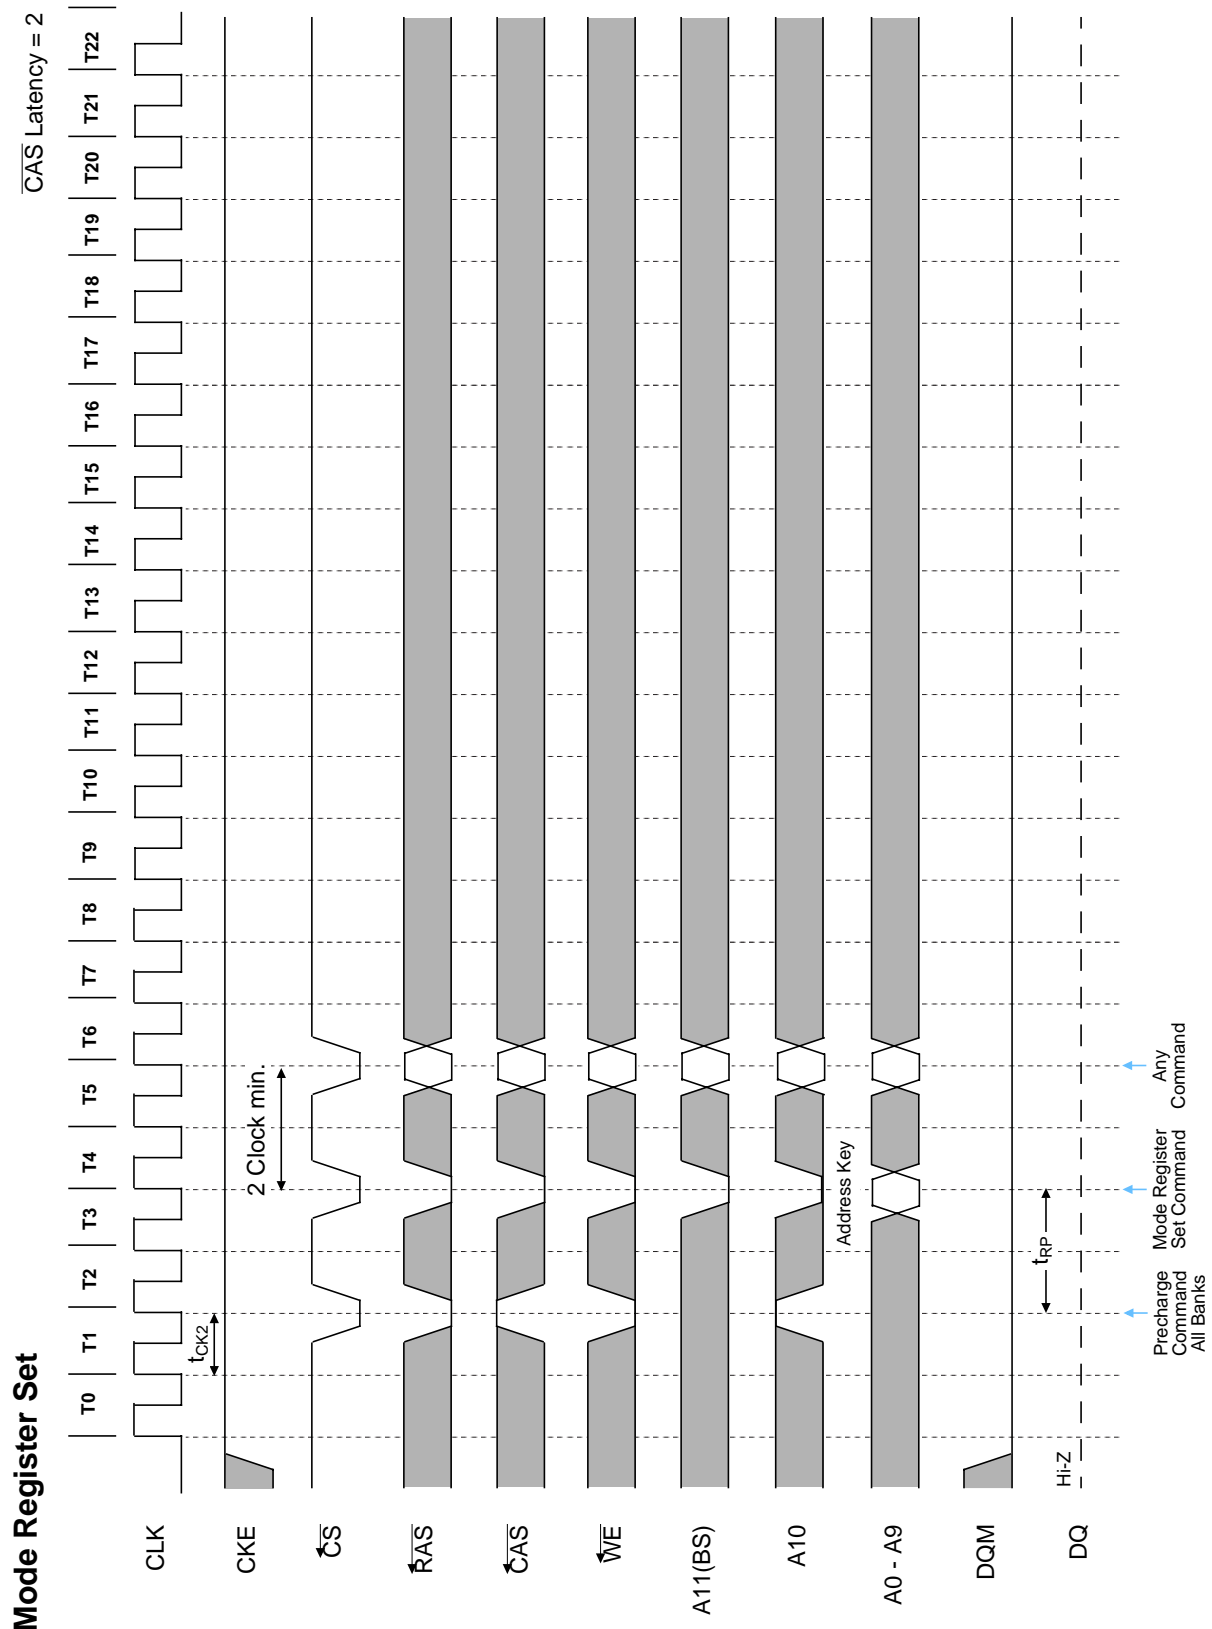 Mode Register Set
CAS Latency = 2
T0 T1 T2 T3 T4 T5 T6 T7 T8 T9 T10 T11 T12 T13 T14 T15 T16 T17 T18 T19 T20 T21 T22
CLK
tCK2
CKE
2 Clock min.
CS
RAS
CAS
WE
A11(BS)
A10
Address Key
A0 - A9
DQM
tRP
Hi-Z
DQ
Precharge
Command
All Banks
Mode Register
Set Command
Any
Command